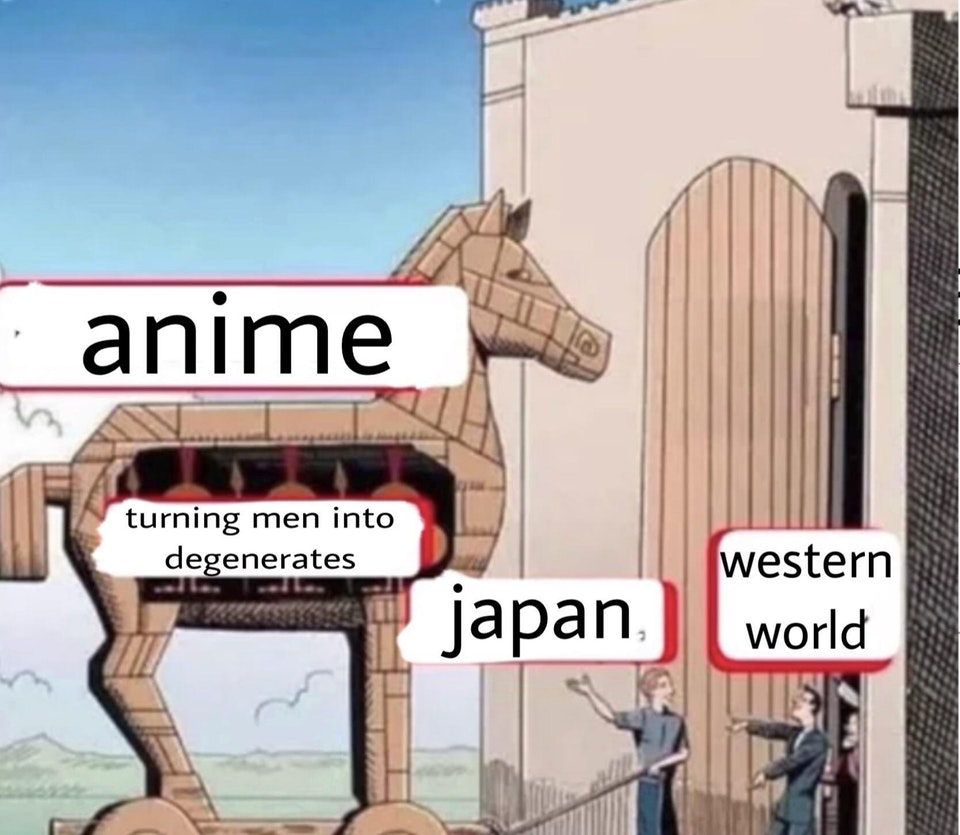 anime
turning men into
degenerates
japan
western
world